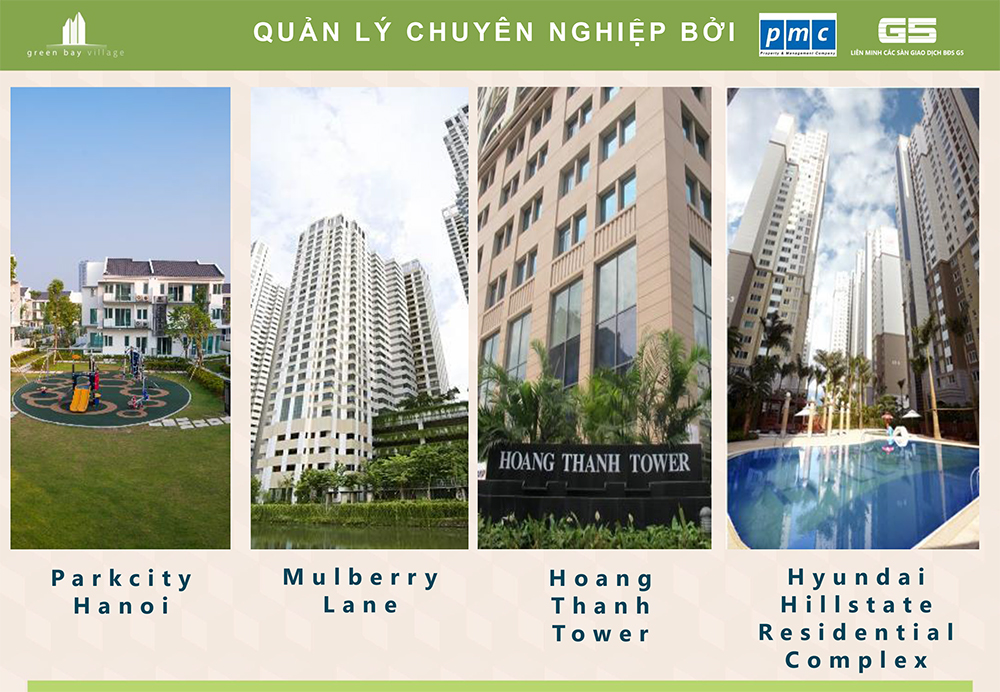 green bay village
QUẢN LÝ CHUYÊN NGHIỆP BỞI
pmc
Property & Management Company
G5
LIÊN MINH CÁC SÀN GIAO DỊCH BĐS G5
HOANG THANH TOWER
Parkcity
Hanoi
Mulberry
Lane
Hoang
Thanh
Tower
Hyundai
Hillstate
Residential
Complex